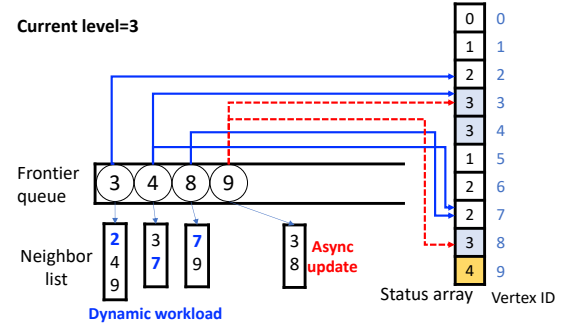 Current level=3
0 0
1 1
2 2
3 3
3 4
1 5
2 6
2 7
3 8
4 9
Frontier queue
3 4 8 9
Neighbor list
2
4
9
3
7
7
9
3
8
Async update
Dynamic workload
Status array
Vertex ID